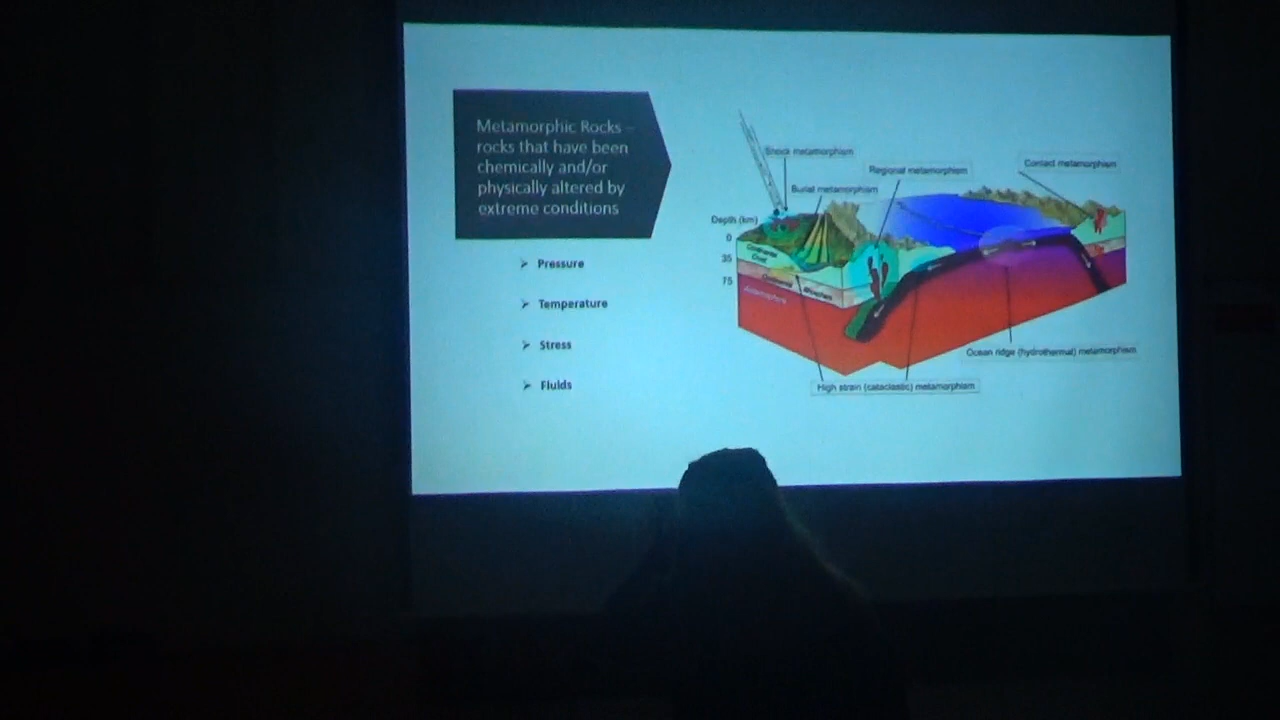 Metamorphic Rocks –
rocks that have been
chemically and/or
physically altered by
extreme conditions
➢ Pressure
➢ Temperature
➢ Stress
➢ Fluids
Shock metamorphism
Burial metamorphism
Regional metamorphism
Contact metamorphism
Depth (km)
0
35
75
Continental
Crust
Ocean ridge (hydrothermal) metamorphism
High strain (cataclastic) metamorphism